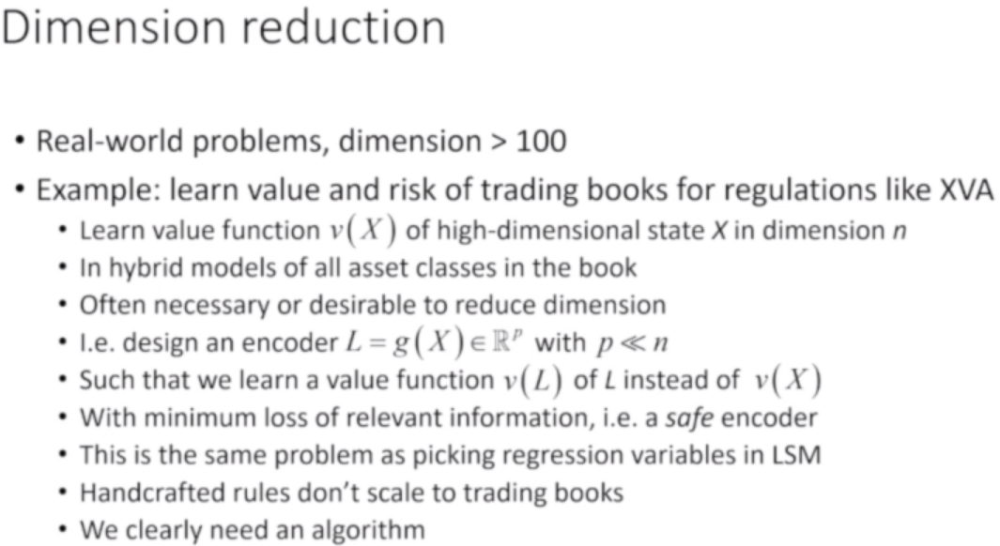 Dimension reduction
• Real-world problems, dimension > 100
• Example: learn value and risk of trading books for regulations like XVA
• Learn value function v(X) of high-dimensional state X in dimension n
• In hybrid models of all asset classes in the book
• Often necessary or desirable to reduce dimension
• I.e. design an encoder L = g(X) ∈ ℝᵖ with p ≪ n
• Such that we learn a value function v(L) of L instead of v(X)
• With minimum loss of relevant information, i.e. a safe encoder
• This is the same problem as picking regression variables in LSM
• Handcrafted rules don't scale to trading books
• We clearly need an algorithm